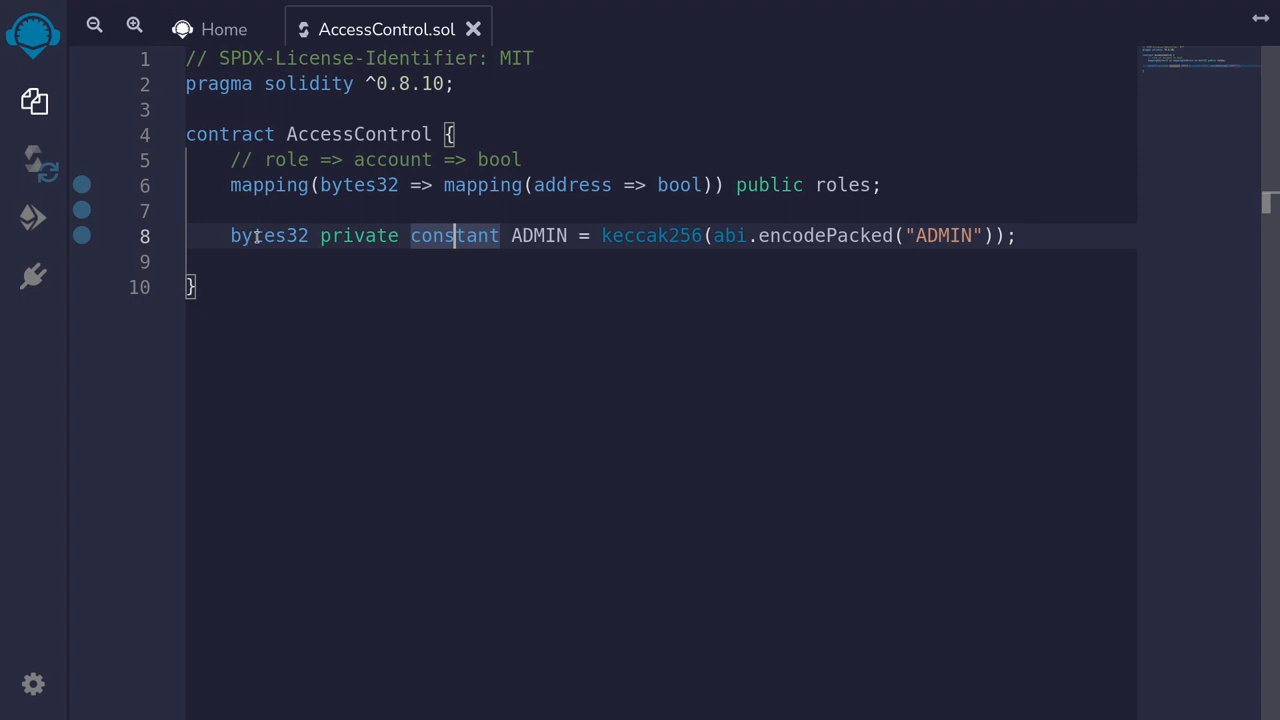 Home
AccessControl.sol
1 // SPDX-License-Identifier: MIT
2 pragma solidity ^0.8.10;
3
4 contract AccessControl {
5     // role => account => bool
6     mapping(bytes32 => mapping(address => bool)) public roles;
7
8     bytes32 private constant ADMIN = keccak256(abi.encodePacked("ADMIN"));
9
10 }